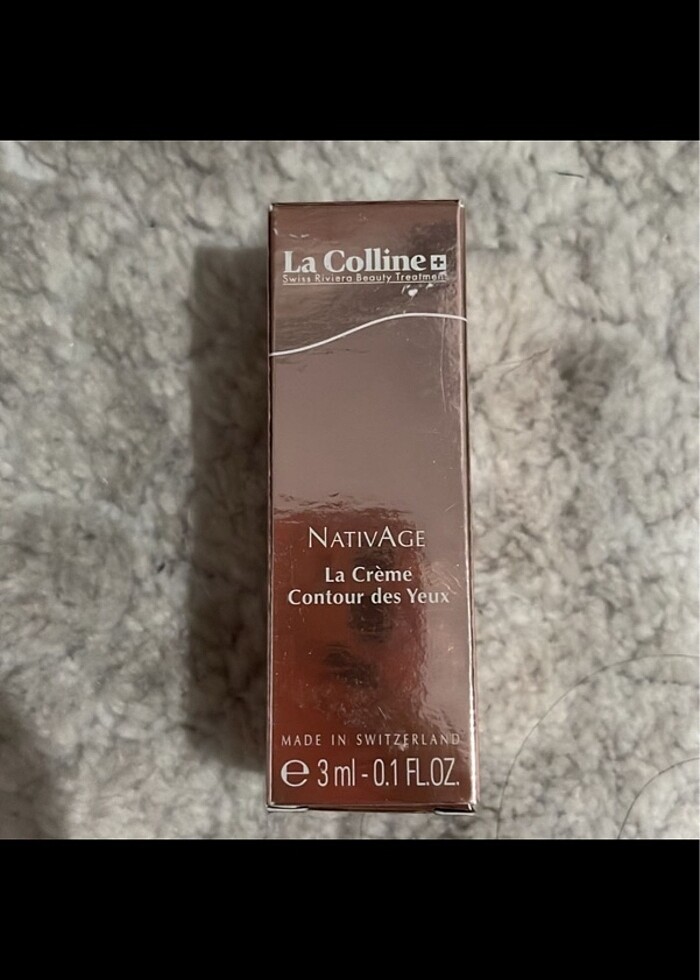 La Colline
Swiss Riviera Beauty Treatment
NATIVAGE
La Crème
Contour des Yeux
MADE IN SWITZERLAND
e 3 ml - 0.1 FL.OZ.